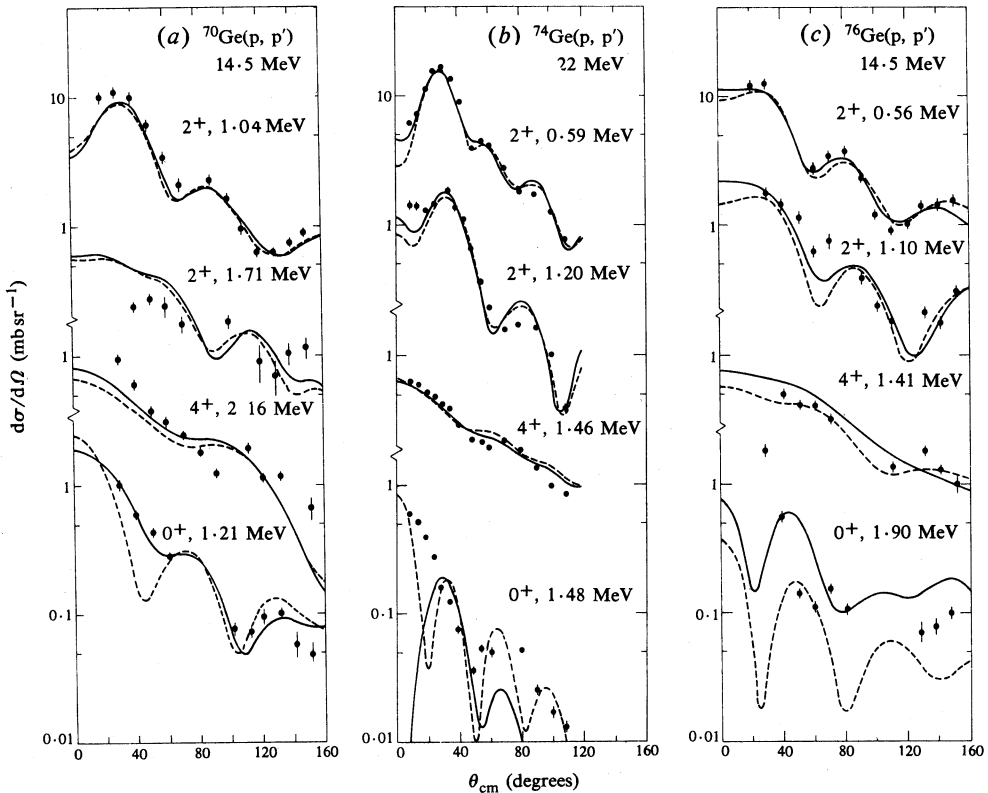 (a) ⁷⁰Ge(p, p′)
14·5 MeV
2⁺, 1·04 MeV
2⁺, 1·71 MeV
4⁺, 2 16 MeV
0⁺, 1·21 MeV
(b) ⁷⁴Ge(p, p′)
22 MeV
2⁺, 0·59 MeV
2⁺, 1·20 MeV
4⁺, 1·46 MeV
0⁺, 1·48 MeV
(c) ⁷⁶Ge(p, p′)
14·5 MeV
2⁺, 0·56 MeV
2⁺, 1·10 MeV
4⁺, 1·41 MeV
0⁺, 1·90 MeV
dσ/dΩ (mb sr⁻¹)
10
1
1
1
0·1
0·01
10
1
1
1
0·1
0·01
10
1
1
1
0·1
0·01
0 40 80 120 160
0 40 80 120 160
0 40 80 120 160
θcm (degrees)